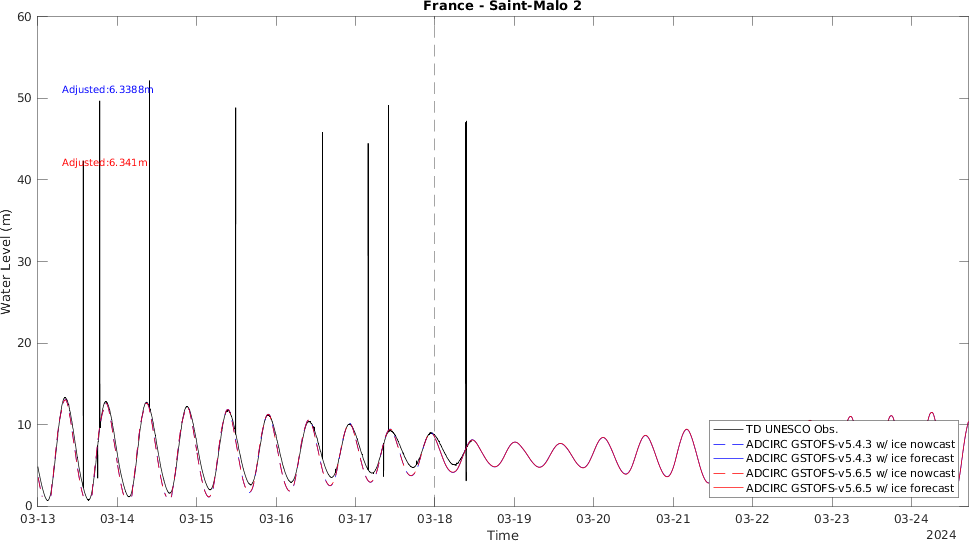 France - Saint-Malo 2
60
50
40
30
20
10
0
Water Level (m)
Adjusted:6.3388m
Adjusted:6.341m
TD UNESCO Obs.
ADCIRC GSTOFS-v5.4.3 w/ ice nowcast
ADCIRC GSTOFS-v5.4.3 w/ ice forecast
ADCIRC GSTOFS-v5.6.5 w/ ice nowcast
ADCIRC GSTOFS-v5.6.5 w/ ice forecast
03-13 03-14 03-15 03-16 03-17 03-18 03-19 03-20 03-21 03-22 03-23 03-24
Time
2024